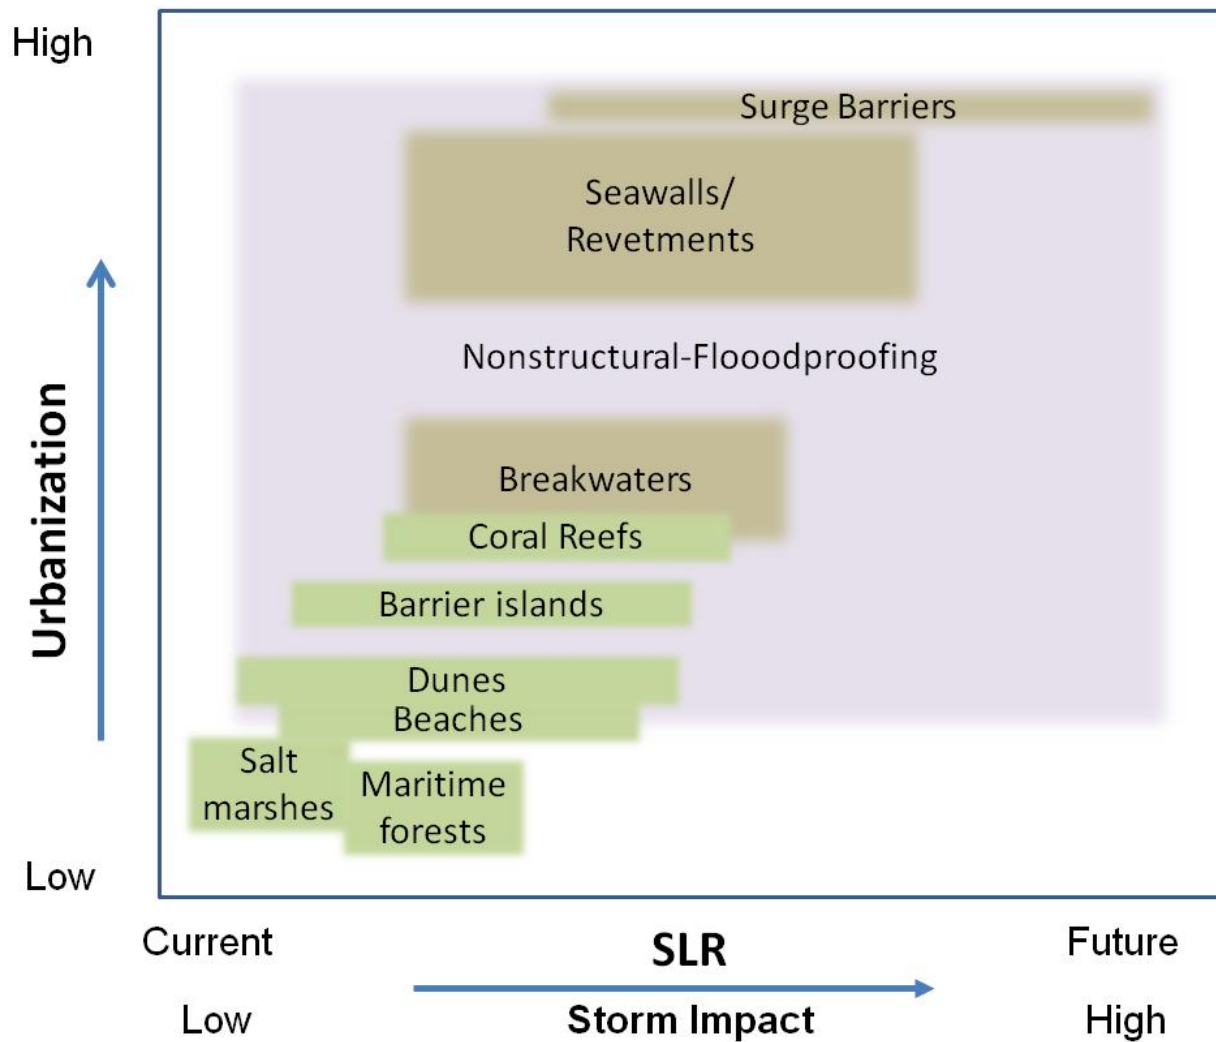 High
Surge Barriers
Seawalls/
Revetments
Nonstructural-Flooodproofing
Urbanization
Breakwaters
Coral Reefs
Barrier islands
Dunes
Beaches
Salt
marshes
Maritime
forests
Low
Current
SLR
Future
Low
Storm Impact
High